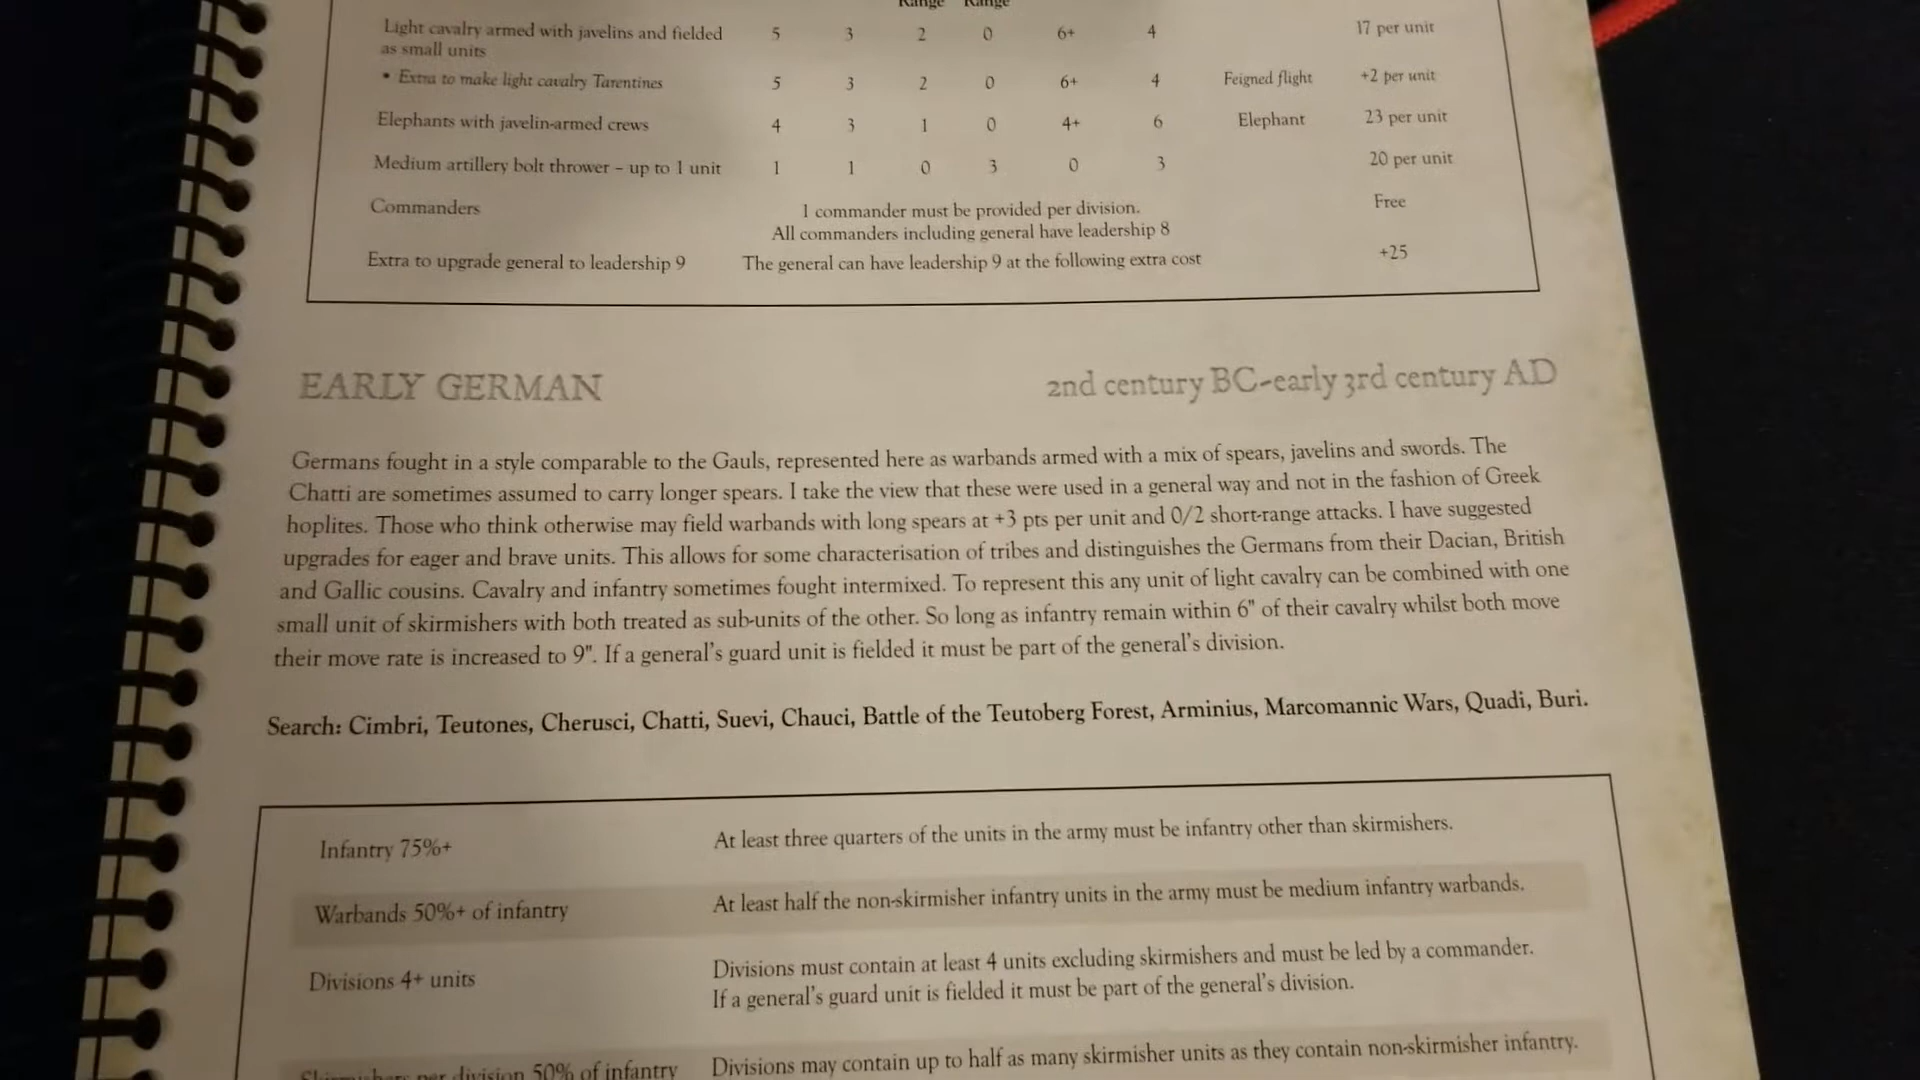 Range Range
Light cavalry armed with javelins and fielded 5 3 2 0 6+ 4 17 per unit
as small units
• Extra to make light cavalry Tarentines 5 3 2 0 6+ 4 Feigned flight +2 per unit
Elephants with javelin-armed crews 4 3 1 0 4+ 6 Elephant 23 per unit
Medium artillery bolt thrower – up to 1 unit 1 1 0 3 0 3 20 per unit
Commanders 1 commander must be provided per division. Free
All commanders including general have leadership 8
Extra to upgrade general to leadership 9 The general can have leadership 9 at the following extra cost +25
EARLY GERMAN 2nd century BC–early 3rd century AD
Germans fought in a style comparable to the Gauls, represented here as warbands armed with a mix of spears, javelins and swords. The
Chatti are sometimes assumed to carry longer spears. I take the view that these were used in a general way and not in the fashion of Greek
hoplites. Those who think otherwise may field warbands with long spears at +3 pts per unit and 0/2 short-range attacks. I have suggested
upgrades for eager and brave units. This allows for some characterisation of tribes and distinguishes the Germans from their Dacian, British
and Gallic cousins. Cavalry and infantry sometimes fought intermixed. To represent this any unit of light cavalry can be combined with one
small unit of skirmishers with both treated as sub-units of the other. So long as infantry remain within 6" of their cavalry whilst both move
their move rate is increased to 9". If a general's guard unit is fielded it must be part of the general's division.
Search: Cimbri, Teutones, Cherusci, Chatti, Suevi, Chauci, Battle of the Teutoberg Forest, Arminius, Marcomannic Wars, Quadi, Buri.
Infantry 75%+ At least three quarters of the units in the army must be infantry other than skirmishers.
Warbands 50%+ of infantry At least half the non-skirmisher infantry units in the army must be medium infantry warbands.
Divisions 4+ units Divisions must contain at least 4 units excluding skirmishers and must be led by a commander.
If a general's guard unit is fielded it must be part of the general's division.
Skirmishers per division 50% of infantry Divisions may contain up to half as many skirmisher units as they contain non-skirmisher infantry.